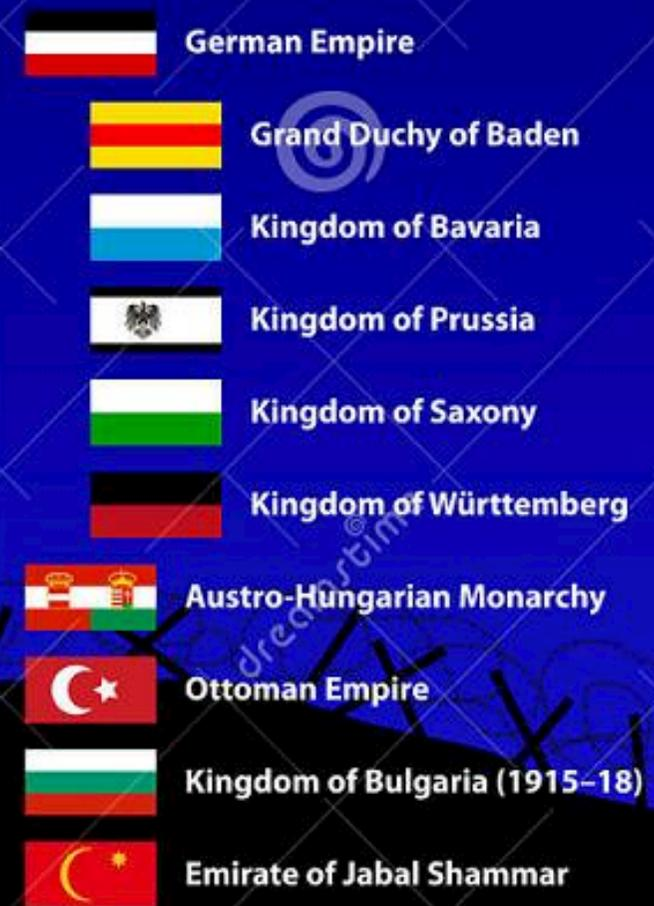 German Empire
Grand Duchy of Baden
Kingdom of Bavaria
Kingdom of Prussia
Kingdom of Saxony
Kingdom of Württemberg
Austro-Hungarian Monarchy
dreamstime
Ottoman Empire
Kingdom of Bulgaria (1915–18)
Emirate of Jabal Shammar